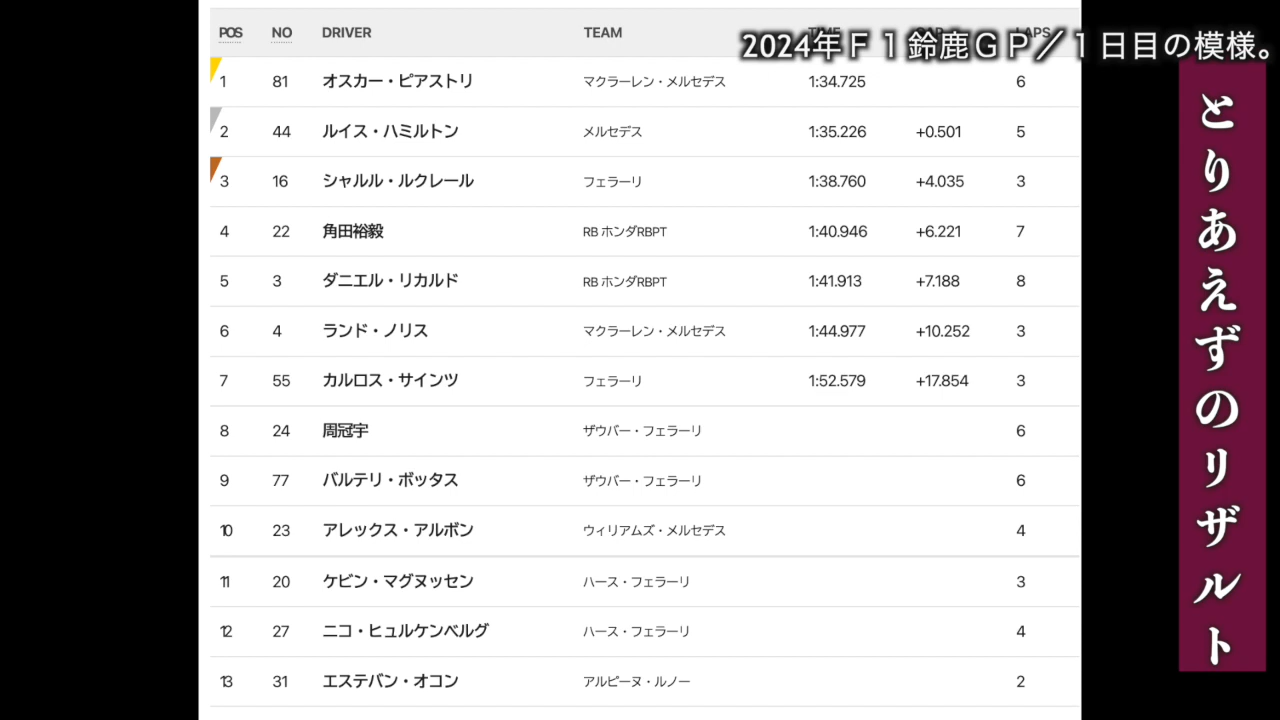 2024年Ｆ１鈴鹿ＧＰ／１日目の模様。
POS NO DRIVER TEAM TIME GAP LAPS
1 81 オスカー・ピアストリ マクラーレン・メルセデス 1:34.725 6
2 44 ルイス・ハミルトン メルセデス 1:35.226 +0.501 5
3 16 シャルル・ルクレール フェラーリ 1:38.760 +4.035 3
4 22 角田裕毅 RB ホンダRBPT 1:40.946 +6.221 7
5 3 ダニエル・リカルド RB ホンダRBPT 1:41.913 +7.188 8
6 4 ランド・ノリス マクラーレン・メルセデス 1:44.977 +10.252 3
7 55 カルロス・サインツ フェラーリ 1:52.579 +17.854 3
8 24 周冠宇 ザウバー・フェラーリ 6
9 77 バルテリ・ボッタス ザウバー・フェラーリ 6
10 23 アレックス・アルボン ウィリアムズ・メルセデス 4
11 20 ケビン・マグヌッセン ハース・フェラーリ 3
12 27 ニコ・ヒュルケンベルグ ハース・フェラーリ 4
13 31 エステバン・オコン アルピーヌ・ルノー 2
とりあえずのリザルト